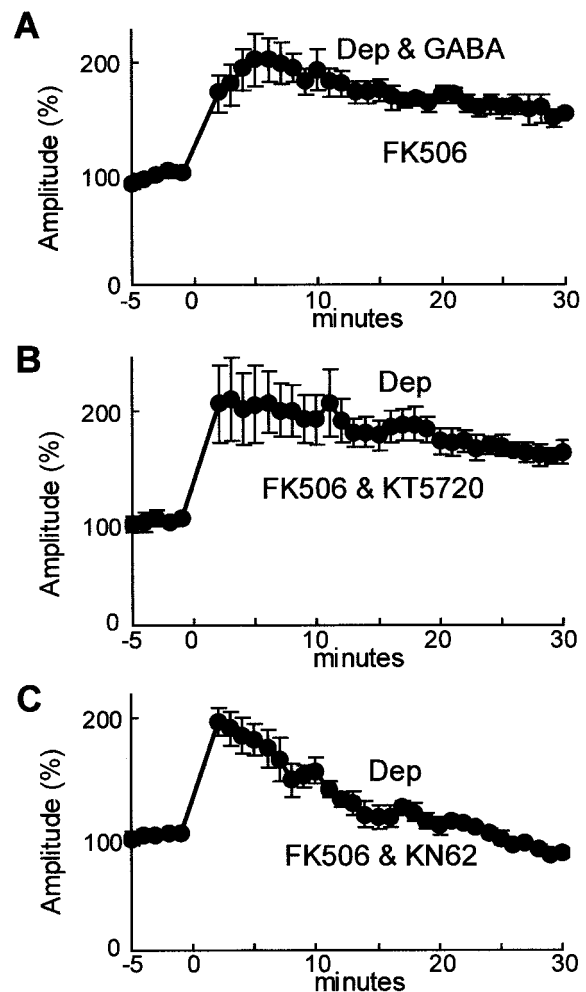 A
Amplitude (%)
200
100
0
Dep & GABA
FK506
-5 0 10 20 30
minutes
B
Amplitude (%)
200
100
0
Dep
FK506 & KT5720
-5 0 10 20 30
minutes
C
Amplitude (%)
200
100
0
Dep
FK506 & KN62
-5 0 10 20 30
minutes